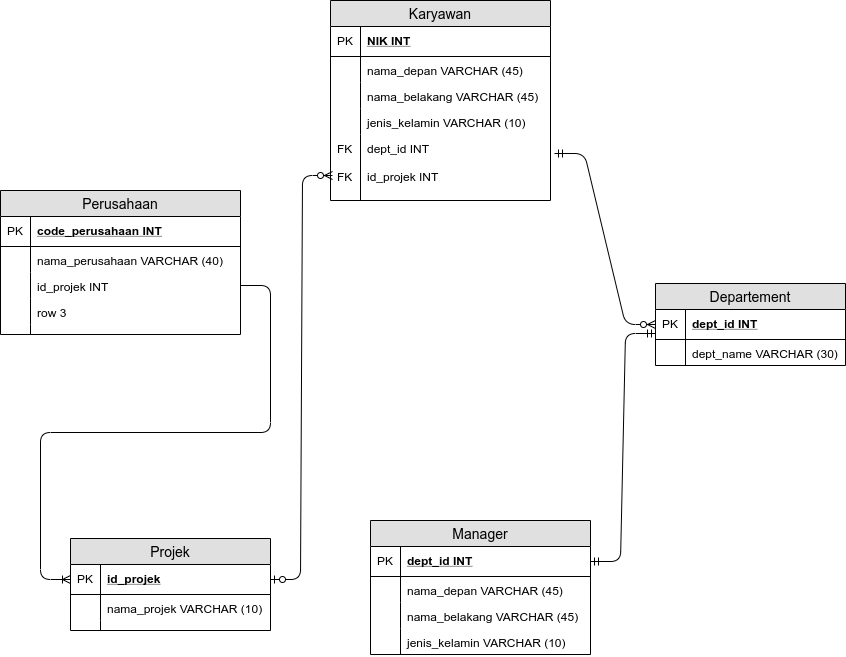 Karyawan
PK NIK INT
nama_depan VARCHAR (45)
nama_belakang VARCHAR (45)
jenis_kelamin VARCHAR (10)
FK dept_id INT
FK id_projek INT
Perusahaan
PK code_perusahaan INT
nama_perusahaan VARCHAR (40)
id_projek INT
row 3
Departement
PK dept_id INT
dept_name VARCHAR (30)
Projek
PK id_projek
nama_projek VARCHAR (10)
Manager
PK dept_id INT
nama_depan VARCHAR (45)
nama_belakang VARCHAR (45)
jenis_kelamin VARCHAR (10)